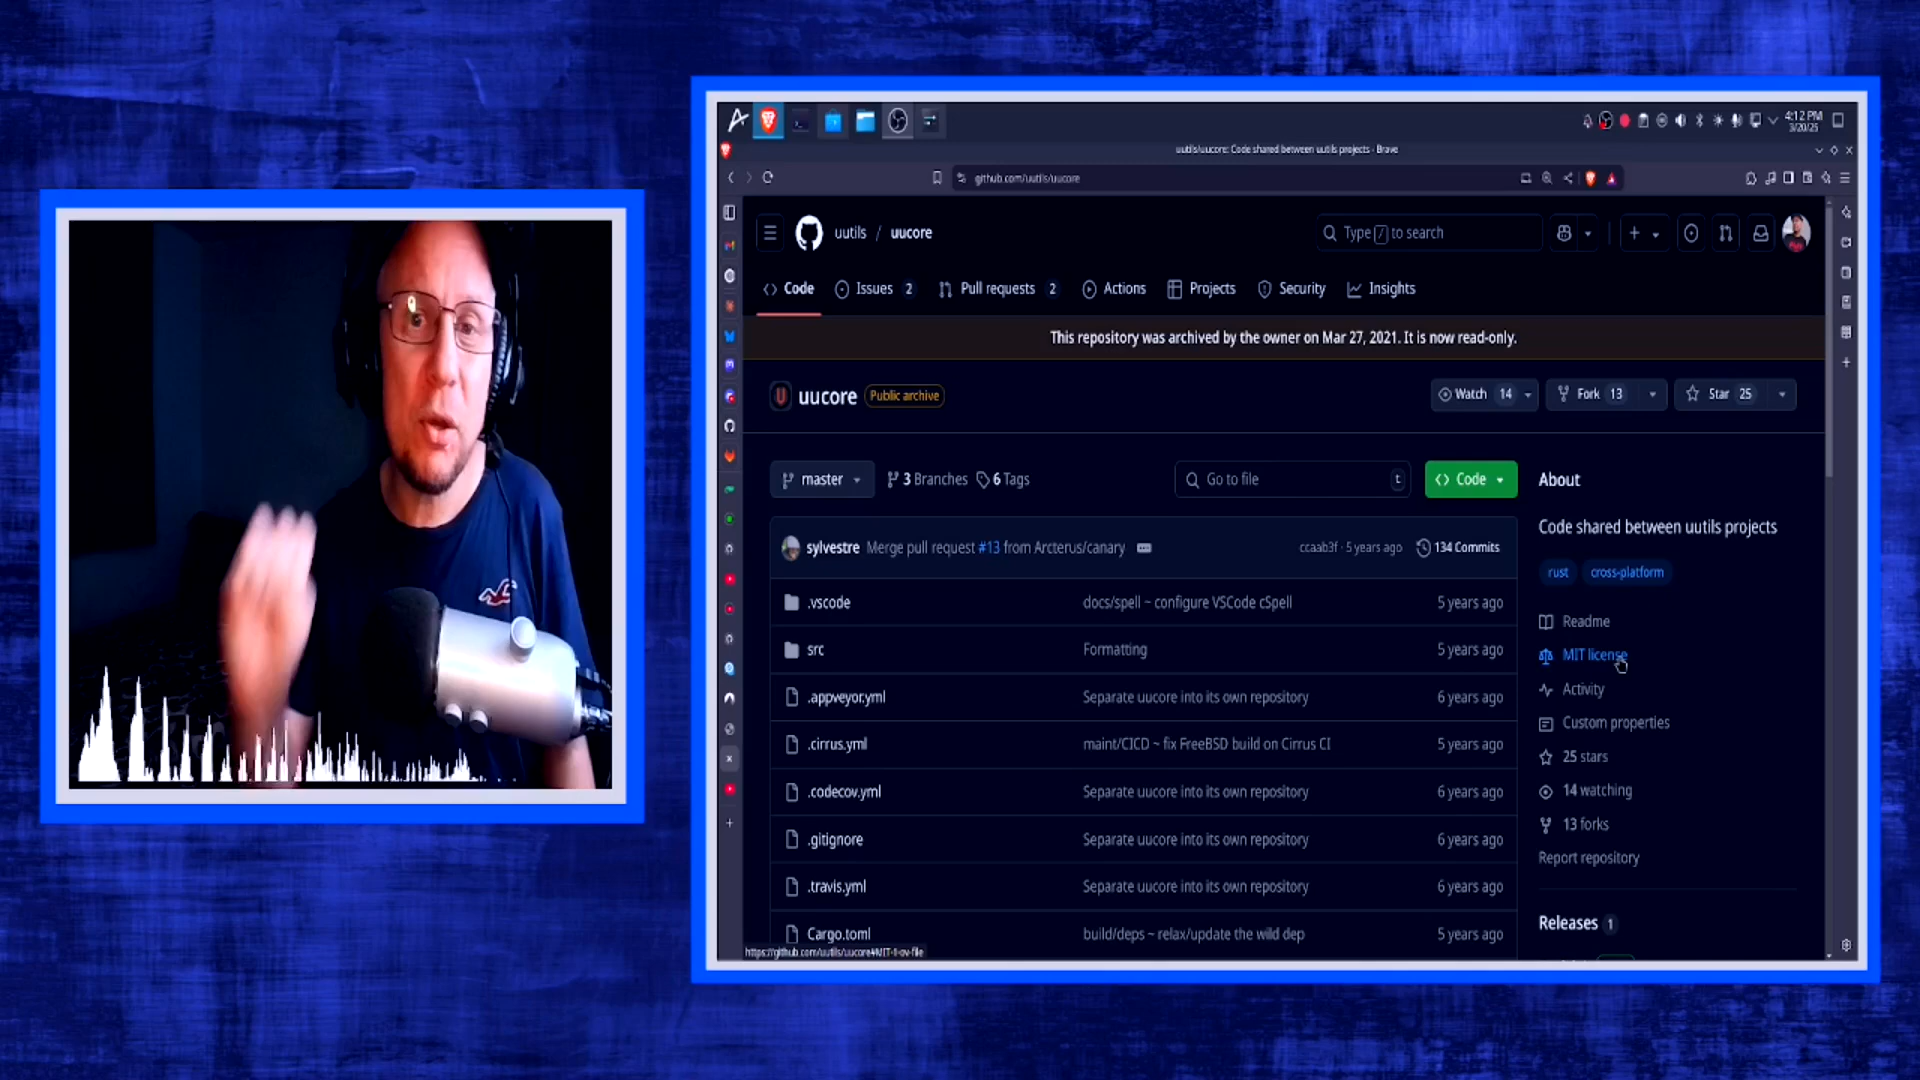 4:12 PM
3/20/25
uutils/uucore: Code shared between uutils projects - Brave
github.com/uutils/uucore
uutils / uucore
Type / to search
Code
Issues 2
Pull requests 2
Actions
Projects
Security
Insights
This repository was archived by the owner on Mar 27, 2021. It is now read-only.
uucore Public archive
Watch 14
Fork 13
Star 25
master
3 Branches
6 Tags
Go to file t
Code
About
Code shared between uutils projects
rust cross-platform
Readme
MIT license
Activity
Custom properties
25 stars
14 watching
13 forks
Report repository
Releases 1
sylvestre Merge pull request #13 from Arcterus/canary ccaab3f · 5 years ago 134 Commits
.vscode docs/spell ~ configure VSCode cSpell 5 years ago
src Formatting 5 years ago
.appveyor.yml Separate uucore into its own repository 6 years ago
.cirrus.yml maint/CICD ~ fix FreeBSD build on Cirrus CI 5 years ago
.codecov.yml Separate uucore into its own repository 6 years ago
.gitignore Separate uucore into its own repository 6 years ago
.travis.yml Separate uucore into its own repository 6 years ago
Cargo.toml build/deps ~ relax/update the wild dep 5 years ago
https://github.com/uutils/uucore#MIT-1-ov-file